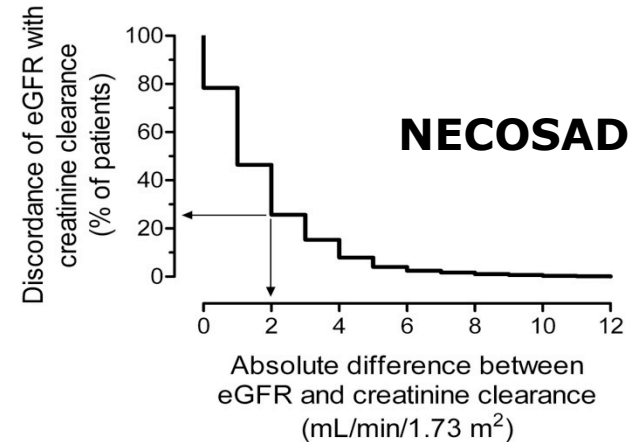 Discordance of eGFR with
creatinine clearance
(% of patients)
100
80
60
40
20
0
NECOSAD
0 2 4 6 8 10 12
Absolute difference between
eGFR and creatinine clearance
(mL/min/1.73 m²)